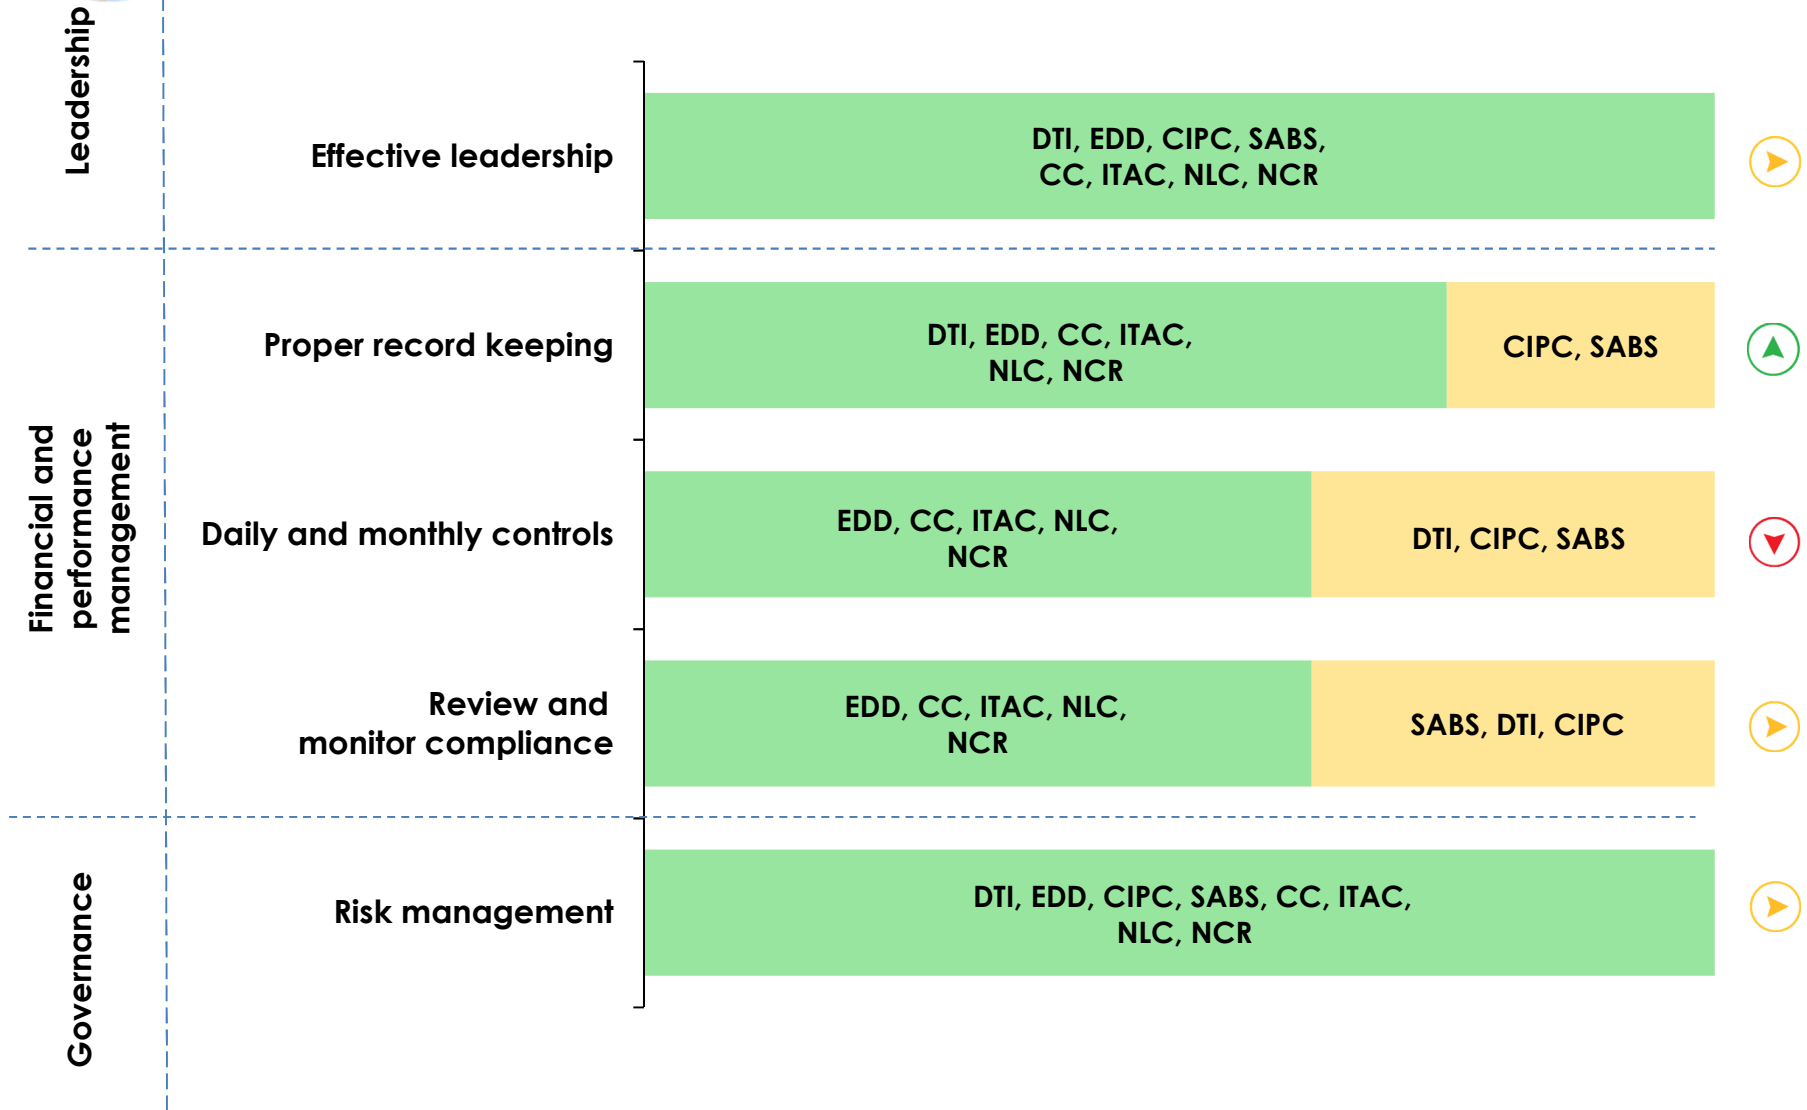 Leadership
Effective leadership
DTI, EDD, CIPC, SABS,
CC, ITAC, NLC, NCR
Financial and
performance
management
Proper record keeping
DTI, EDD, CC, ITAC,
NLC, NCR
CIPC, SABS
Daily and monthly controls
EDD, CC, ITAC, NLC,
NCR
DTI, CIPC, SABS
Review and
monitor compliance
EDD, CC, ITAC, NLC,
NCR
SABS, DTI, CIPC
Governance
Risk management
DTI, EDD, CIPC, SABS, CC, ITAC,
NLC, NCR